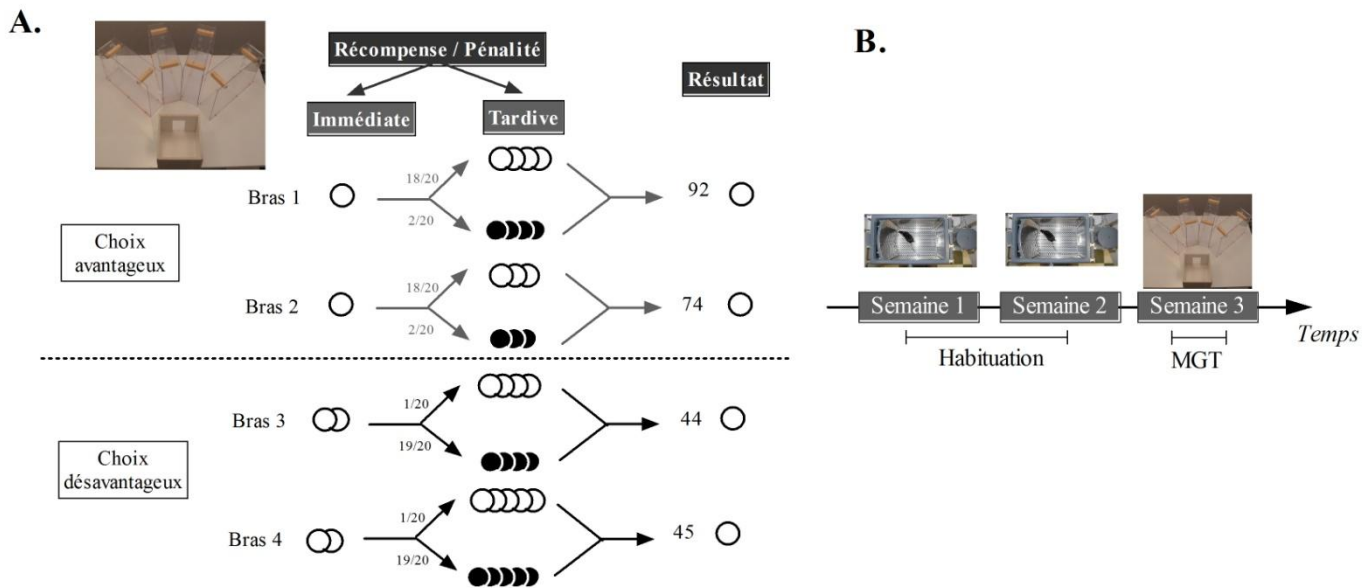 A.
Récompense / Pénalité
Résultat
Immédiate
Tardive
Bras 1
18/20
2/20
92
Choix
avantageux
Bras 2
18/20
2/20
74
Bras 3
1/20
19/20
44
Choix
désavantageux
Bras 4
1/20
19/20
45
B.
Semaine 1
Semaine 2
Semaine 3
Temps
Habituation
MGT